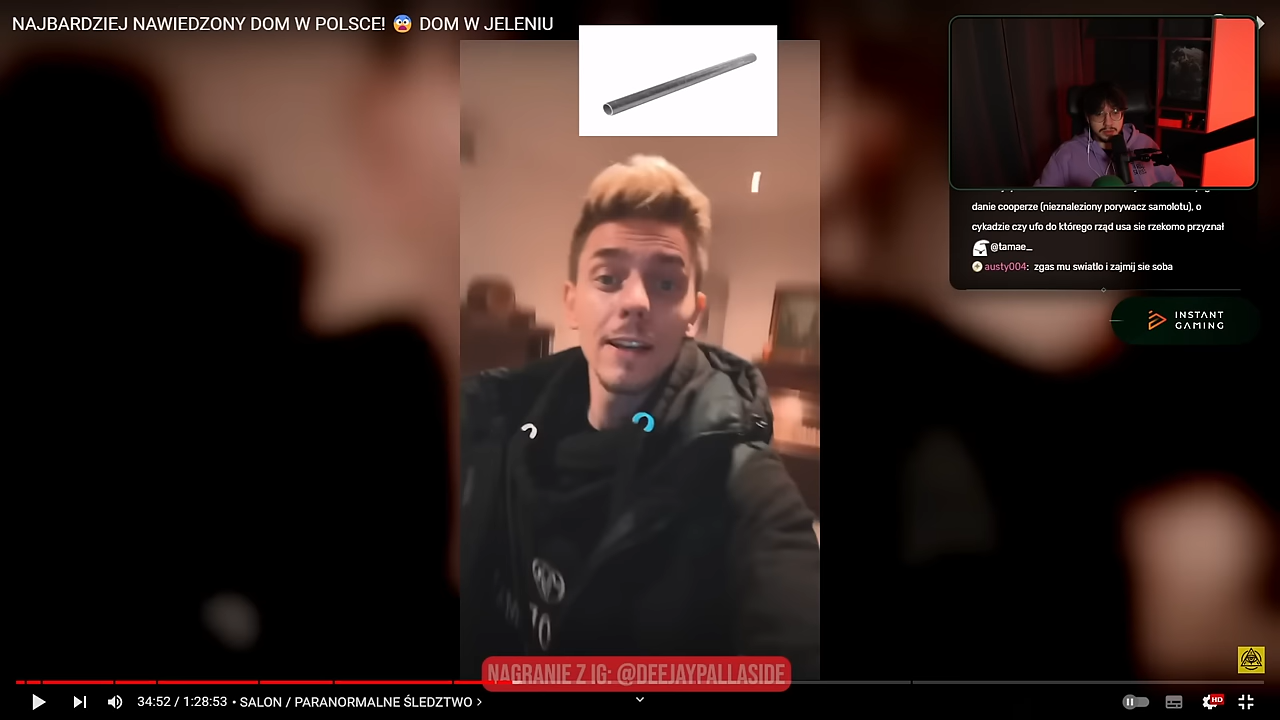 NAJBARDZIEJ NAWIEDZONY DOM W POLSCE! 😨 DOM W JELENIU
danie cooperze (nieznaleziony porywacz samolotu), o
cykadzie czy ufo do którego rząd usa sie rzekomo przyznał
@tamae_
austy004: zgas mu swiatlo i zajmij sie soba
INSTANT
GAMING
NAGRANIE Z IG: @DEEJAYPALLASIDE
34:52 / 1:28:53 • SALON / PARANORMALNE ŚLEDZTWO >
HD